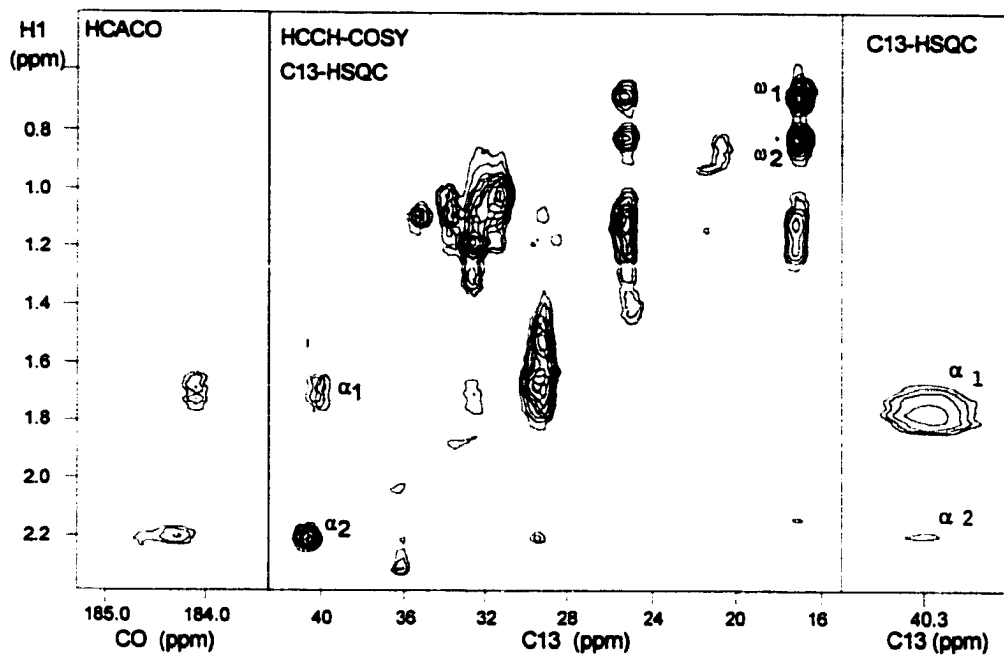 H1
(ppm)
HCACO
HCCH-COSY
C13-HSQC
C13-HSQC
ω1
ω2
α1
α2
α 1
α 2
0.8
1.0
1.2
1.4
1.6
1.8
2.0
2.2
185.0 184.0
CO (ppm)
40 36 32 28 24 20 16
C13 (ppm)
40.3
C13 (ppm)